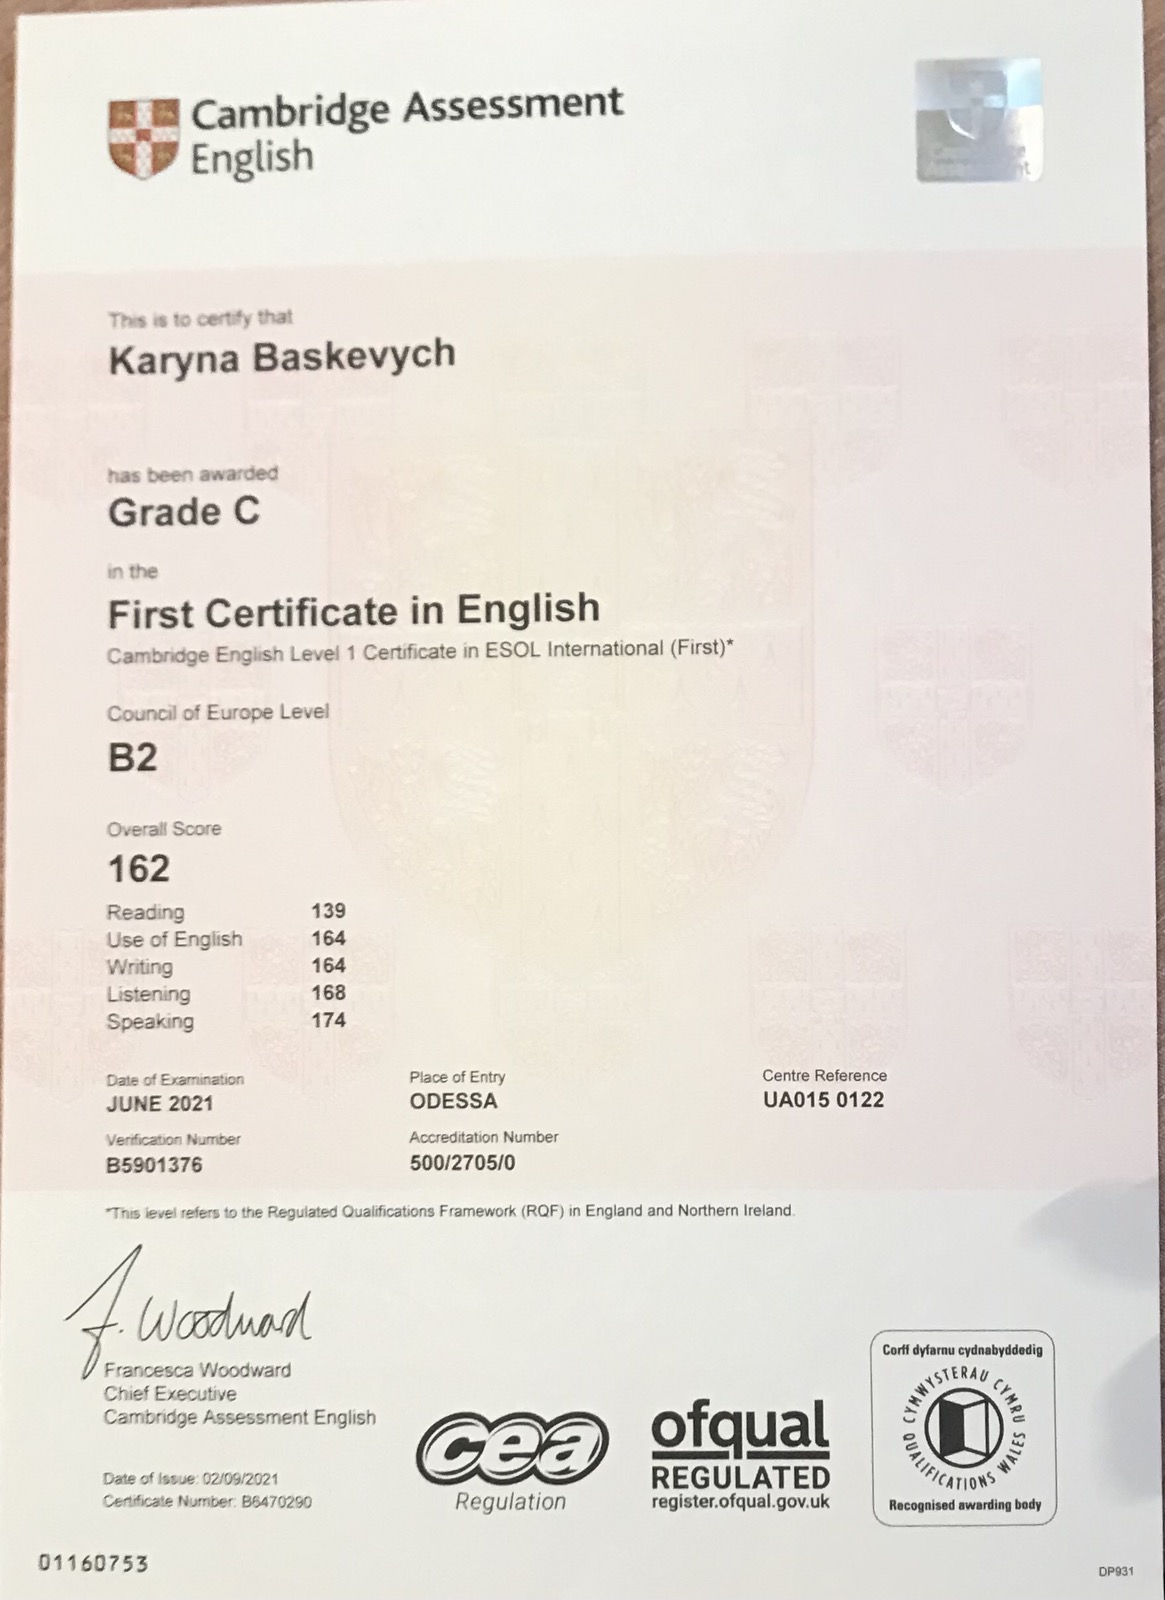 Cambridge Assessment
English
This is to certify that
Karyna Baskevych
has been awarded
Grade C
in the
First Certificate in English
Cambridge English Level 1 Certificate in ESOL International (First)*
Council of Europe Level
B2
Overall Score
162
Reading 139
Use of English 164
Writing 164
Listening 168
Speaking 174
Date of Examination Place of Entry Centre Reference
JUNE 2021 ODESSA UA015 0122
Verification Number Accreditation Number
B5901376 500/2705/0
*This level refers to the Regulated Qualifications Framework (RQF) in England and Northern Ireland.
F. Woodward
Francesca Woodward
Chief Executive
Cambridge Assessment English
Date of Issue: 02/09/2021
Certificate Number: B6470290
cea
Regulation
ofqual
REGULATED
register.ofqual.gov.uk
Corff dyfarnu cydnabyddedig
CYMWYSTERAU CYMRU
QUALIFICATIONS WALES
Recognised awarding body
01160753
DP931